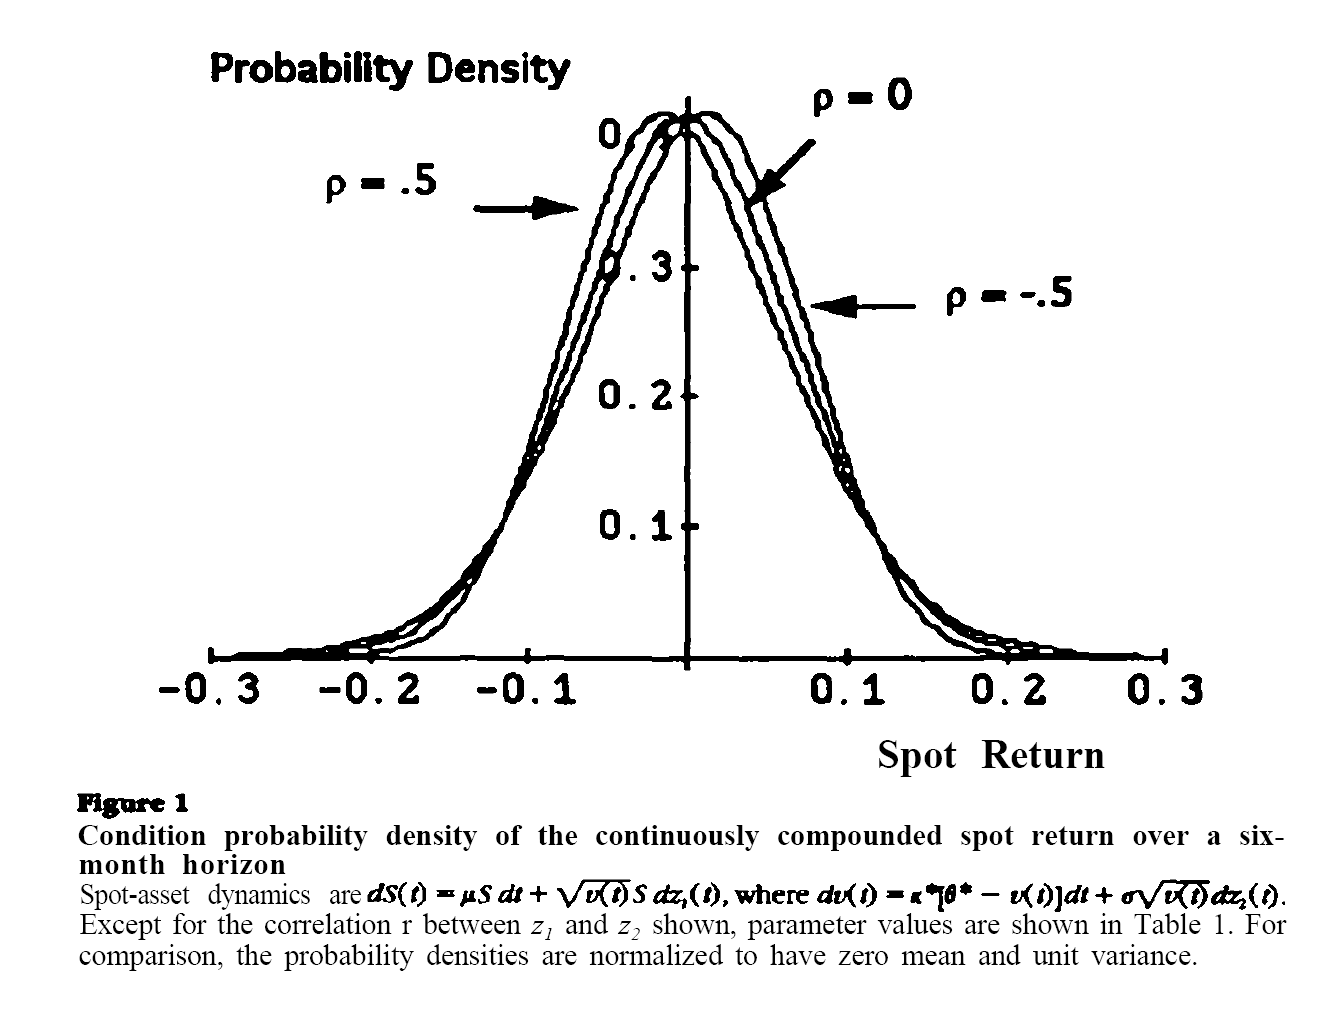 Probability Density
ρ = 0
0
ρ = .5
0.3
ρ = -.5
0.2
0.1
-0.3 -0.2 -0.1 0.1 0.2 0.3
Spot Return
Figure 1
Condition probability density of the continuously compounded spot return over a six-
month horizon
Spot-asset dynamics are dS(t) = μS dt + √v(t) S dz₁(t), where dv(t) = κ*[θ* − v(t)]dt + σ√v(t) dz₂(t).
Except for the correlation r between z₁ and z₂ shown, parameter values are shown in Table 1. For
comparison, the probability densities are normalized to have zero mean and unit variance.